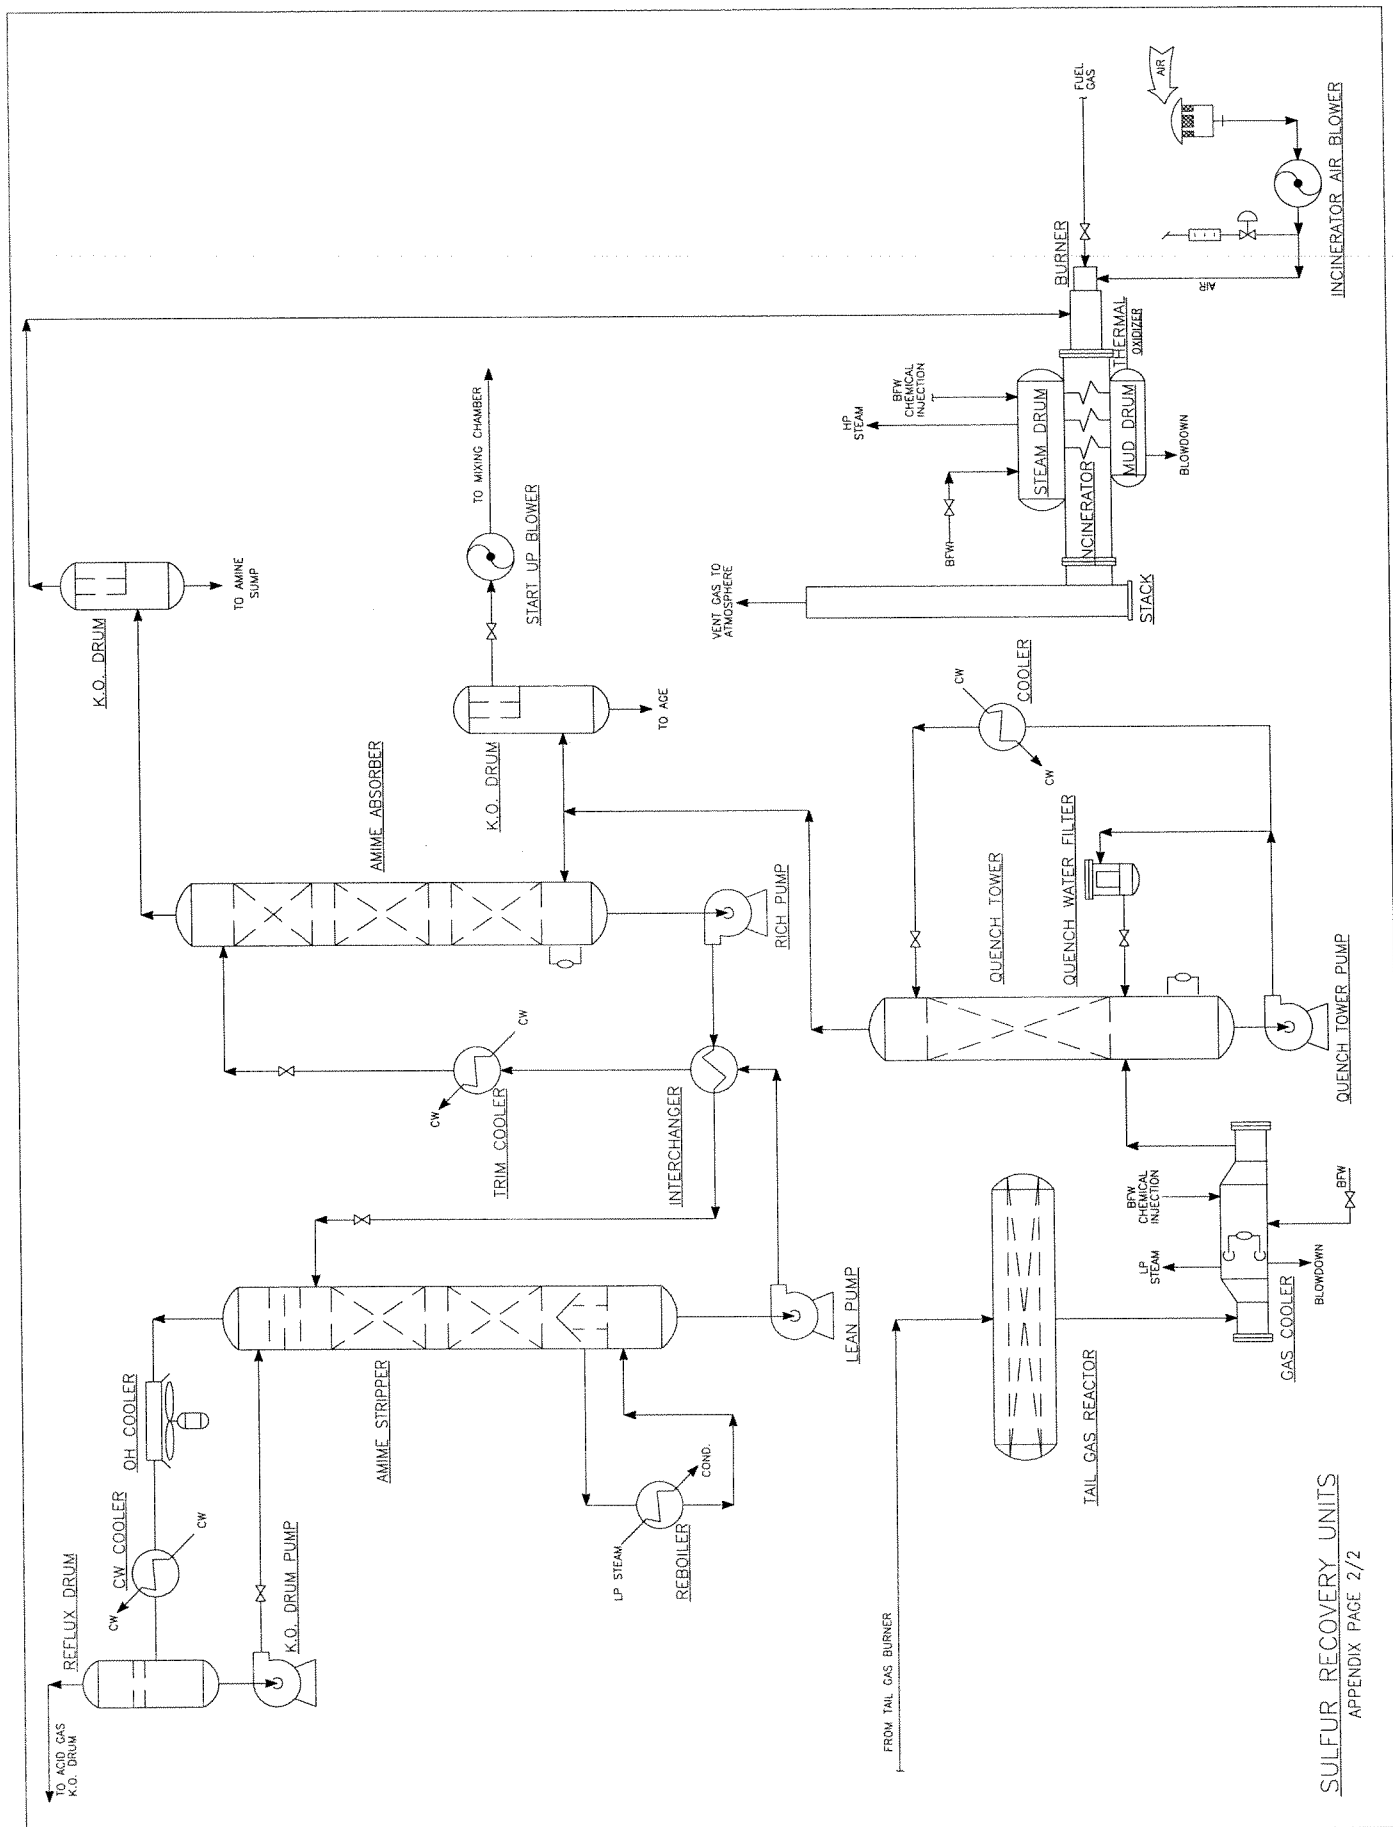 TO ACID GAS
K.O. DRUM
REFLUX DRUM
CW COOLER
CW
CW
OH COOLER
K.O. DRUM PUMP
AMIME STRIPPER
LP STEAM
COND.
REBOILER
LEAN PUMP
TRIM COOLER
CW
CW
INTERCHANGER
AMIME ABSORBER
RICH PUMP
K.O. DRUM
TO AMINE
SUMP
K.O. DRUM
TO AGE
START UP BLOWER
TO MIXING CHAMBER
FROM TAIL GAS BURNER
TAIL GAS REACTOR
GAS COOLER
LP
STEAM
BFW
CHEMICAL
INJECTION
BLOWDOWN
BFW
QUENCH TOWER
QUENCH WATER FILTER
QUENCH TOWER PUMP
COOLER
CW
CW
VENT GAS TO
ATMOSPHERE
STACK
BFW
HP
STEAM
BFW
CHEMICAL
INJECTION
STEAM DRUM
INCINERATOR
MUD DRUM
BLOWDOWN
THERMAL
OXIDIZER
BURNER
FUEL
GAS
AIR
AIR
INCINERATOR AIR BLOWER
SULFUR RECOVERY UNITS
APPENDIX PAGE 2/2